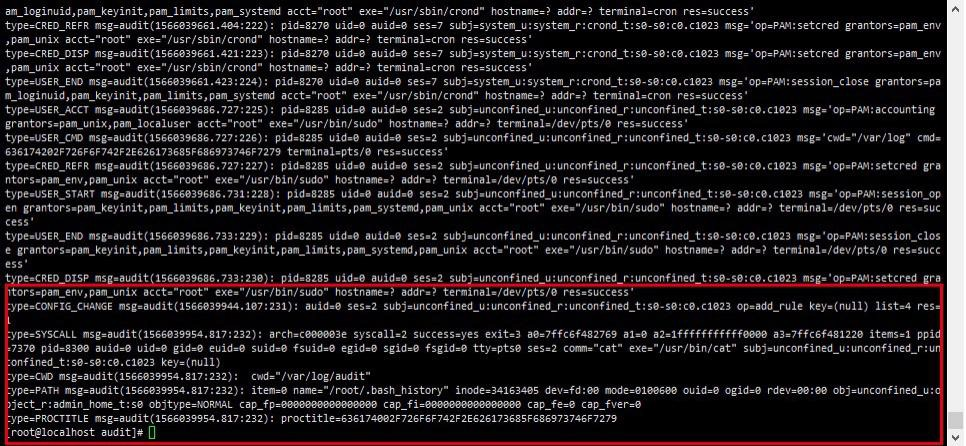 am_loginuid,pam_keyinit,pam_limits,pam_systemd acct="root" exe="/usr/sbin/crond" hostname=? addr=? terminal=cron res=success'
type=CRED_REFR msg=audit(1566039661.404:222): pid=8270 uid=0 auid=0 ses=7 subj=system_u:system_r:crond_t:s0-s0:c0.c1023 msg='op=PAM:setcred grantors=pam_env
,pam_unix acct="root" exe="/usr/sbin/crond" hostname=? addr=? terminal=cron res=success'
type=CRED_DISP msg=audit(1566039661.421:223): pid=8270 uid=0 auid=0 ses=7 subj=system_u:system_r:crond_t:s0-s0:c0.c1023 msg='op=PAM:setcred grantors=pam_env
,pam_unix acct="root" exe="/usr/sbin/crond" hostname=? addr=? terminal=cron res=success'
type=USER_END msg=audit(1566039661.423:224): pid=8270 uid=0 auid=0 ses=7 subj=system_u:system_r:crond_t:s0-s0:c0.c1023 msg='op=PAM:session_close grantors=pa
m_loginuid,pam_keyinit,pam_limits,pam_systemd acct="root" exe="/usr/sbin/crond" hostname=? addr=? terminal=cron res=success'
type=USER_ACCT msg=audit(1566039686.727:225): pid=8285 uid=0 auid=0 ses=2 subj=unconfined_u:unconfined_r:unconfined_t:s0-s0:c0.c1023 msg='op=PAM:accounting
grantors=pam_unix,pam_localuser acct="root" exe="/usr/bin/sudo" hostname=? addr=? terminal=/dev/pts/0 res=success'
type=USER_CMD msg=audit(1566039686.727:226): pid=8285 uid=0 auid=0 ses=2 subj=unconfined_u:unconfined_r:unconfined_t:s0-s0:c0.c1023 msg='cwd="/var/log" cmd=
636174202F726F6F742F2E626173685F686973746F7279 terminal=pts/0 res=success'
type=CRED_REFR msg=audit(1566039686.727:227): pid=8285 uid=0 auid=0 ses=2 subj=unconfined_u:unconfined_r:unconfined_t:s0-s0:c0.c1023 msg='op=PAM:setcred gra
ntors=pam_env,pam_unix acct="root" exe="/usr/bin/sudo" hostname=? addr=? terminal=/dev/pts/0 res=success'
type=USER_START msg=audit(1566039686.731:228): pid=8285 uid=0 auid=0 ses=2 subj=unconfined_u:unconfined_r:unconfined_t:s0-s0:c0.c1023 msg='op=PAM:session_op
en grantors=pam_keyinit,pam_limits,pam_keyinit,pam_limits,pam_systemd,pam_unix acct="root" exe="/usr/bin/sudo" hostname=? addr=? terminal=/dev/pts/0 res=suc
cess'
type=USER_END msg=audit(1566039686.733:229): pid=8285 uid=0 auid=0 ses=2 subj=unconfined_u:unconfined_r:unconfined_t:s0-s0:c0.c1023 msg='op=PAM:session_clos
e grantors=pam_keyinit,pam_limits,pam_keyinit,pam_limits,pam_systemd,pam_unix acct="root" exe="/usr/bin/sudo" hostname=? addr=? terminal=/dev/pts/0 res=succ
ess'
type=CRED_DISP msg=audit(1566039686.733:230): pid=8285 uid=0 auid=0 ses=2 subj=unconfined_u:unconfined_r:unconfined_t:s0-s0:c0.c1023 msg='op=PAM:setcred gra
ntors=pam_env,pam_unix acct="root" exe="/usr/bin/sudo" hostname=? addr=? terminal=/dev/pts/0 res=success'
type=CONFIG_CHANGE msg=audit(1566039944.107:231): auid=0 ses=2 subj=unconfined_u:unconfined_r:unconfined_t:s0-s0:c0.c1023 op=add_rule key=(null) list=4 res=
1
type=SYSCALL msg=audit(1566039954.817:232): arch=c000003e syscall=2 success=yes exit=3 a0=7ffc6f482769 a1=0 a2=1fffffffffff0000 a3=7ffc6f481220 items=1 ppid
=7370 pid=8300 auid=0 uid=0 gid=0 euid=0 suid=0 fsuid=0 egid=0 sgid=0 fsgid=0 tty=pts0 ses=2 comm="cat" exe="/usr/bin/cat" subj=unconfined_u:unconfined_r:un
confined_t:s0-s0:c0.c1023 key=(null)
type=CWD msg=audit(1566039954.817:232):  cwd="/var/log/audit"
type=PATH msg=audit(1566039954.817:232): item=0 name="/root/.bash_history" inode=34163405 dev=fd:00 mode=0100600 ouid=0 ogid=0 rdev=00:00 obj=unconfined_u:o
bject_r:admin_home_t:s0 objtype=NORMAL cap_fp=0000000000000000 cap_fi=0000000000000000 cap_fe=0 cap_fver=0
type=PROCTITLE msg=audit(1566039954.817:232): proctitle=636174002F726F6F742F2E626173685F686973746F7279
[root@localhost audit]#